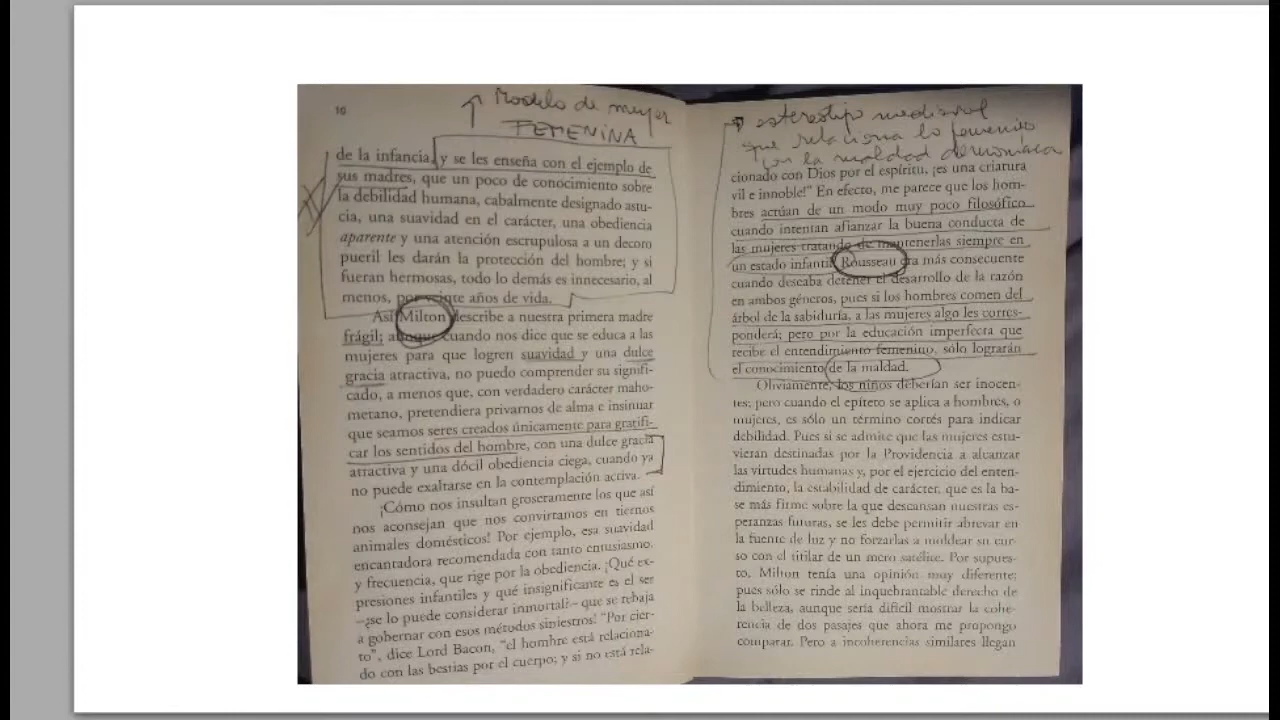 10
↑ Modelo de mujer
FEMENINA
de la infancia, y se les enseña con el ejemplo de
sus madres, que un poco de conocimiento sobre
la debilidad humana, cabalmente designado astu-
cia, una suavidad en el carácter, una obediencia
aparente y una atención escrupulosa a un decoro
pueril les darán la protección del hombre; y si
fueran hermosas, todo lo demás es innecesario, al
menos, por veinte años de vida.
Así Milton describe a nuestra primera madre
frágil; aunque cuando nos dice que se educa a las
mujeres para que logren suavidad y una dulce
gracia atractiva, no puedo comprender su signifi-
cado, a menos que, con verdadero carácter maho-
metano, pretendiera privarnos de alma e insinuar
que seamos seres creados únicamente para gratifi-
car los sentidos del hombre, con una dulce gracia
atractiva y una dócil obediencia ciega, cuando ya
no puede exaltarse en la contemplación activa.
¡Cómo nos insultan groseramente los que así
nos aconsejan que nos convirtamos en tiernos
animales domésticos! Por ejemplo, esa suavidad
encantadora recomendada con tanto entusiasmo.
y frecuencia, que rige por la obediencia. ¡Qué ex-
presiones infantiles y qué insignificante es el ser
–¿se lo puede considerar inmortal?– que se rebaja
a gobernar con esos métodos siniestros! "Por cier-
to", dice Lord Bacon, "el hombre está relaciona-
do con las bestias por el cuerpo; y si no está rela-
→ estereotipo medieval
que relaciona lo femenino
con la maldad demoníaca
cionado con Dios por el espíritu, ¡es una criatura
vil e innoble!" En efecto, me parece que los hom-
bres actúan de un modo muy poco filosófico
cuando intentan afianzar la buena conducta de
las mujeres tratando de mantenerlas siempre en
un estado infantil. Rousseau era más consecuente
cuando deseaba detener el desarrollo de la razón
en ambos géneros, pues si los hombres comen del
árbol de la sabiduría, a las mujeres algo les corres-
ponderá; pero por la educación imperfecta que
recibe el entendimiento femenino, sólo lograrán
el conocimiento de la maldad.
Obviamente, los niños deberían ser inocen-
tes; pero cuando el epíteto se aplica a hombres, o
mujeres, es sólo un término cortés para indicar
debilidad. Pues si se admite que las mujeres estu-
vieran destinadas por la Providencia a alcanzar
las virtudes humanas y, por el ejercicio del enten-
dimiento, la estabilidad de carácter, que es la ba-
se más firme sobre la que descansan nuestras es-
peranzas futuras, se les debe permitir abrevar en
la fuente de luz y no forzarlas a moldear su cur-
so con el titilar de un mero satélite. Por supues-
to, Milton tenía una opinión muy diferente;
pues sólo se rinde al inquebrantable derecho de
la belleza, aunque sería difícil mostrar la cohe-
rencia de dos pasajes que ahora me propongo
comparar. Pero a incoherencias similares llegan